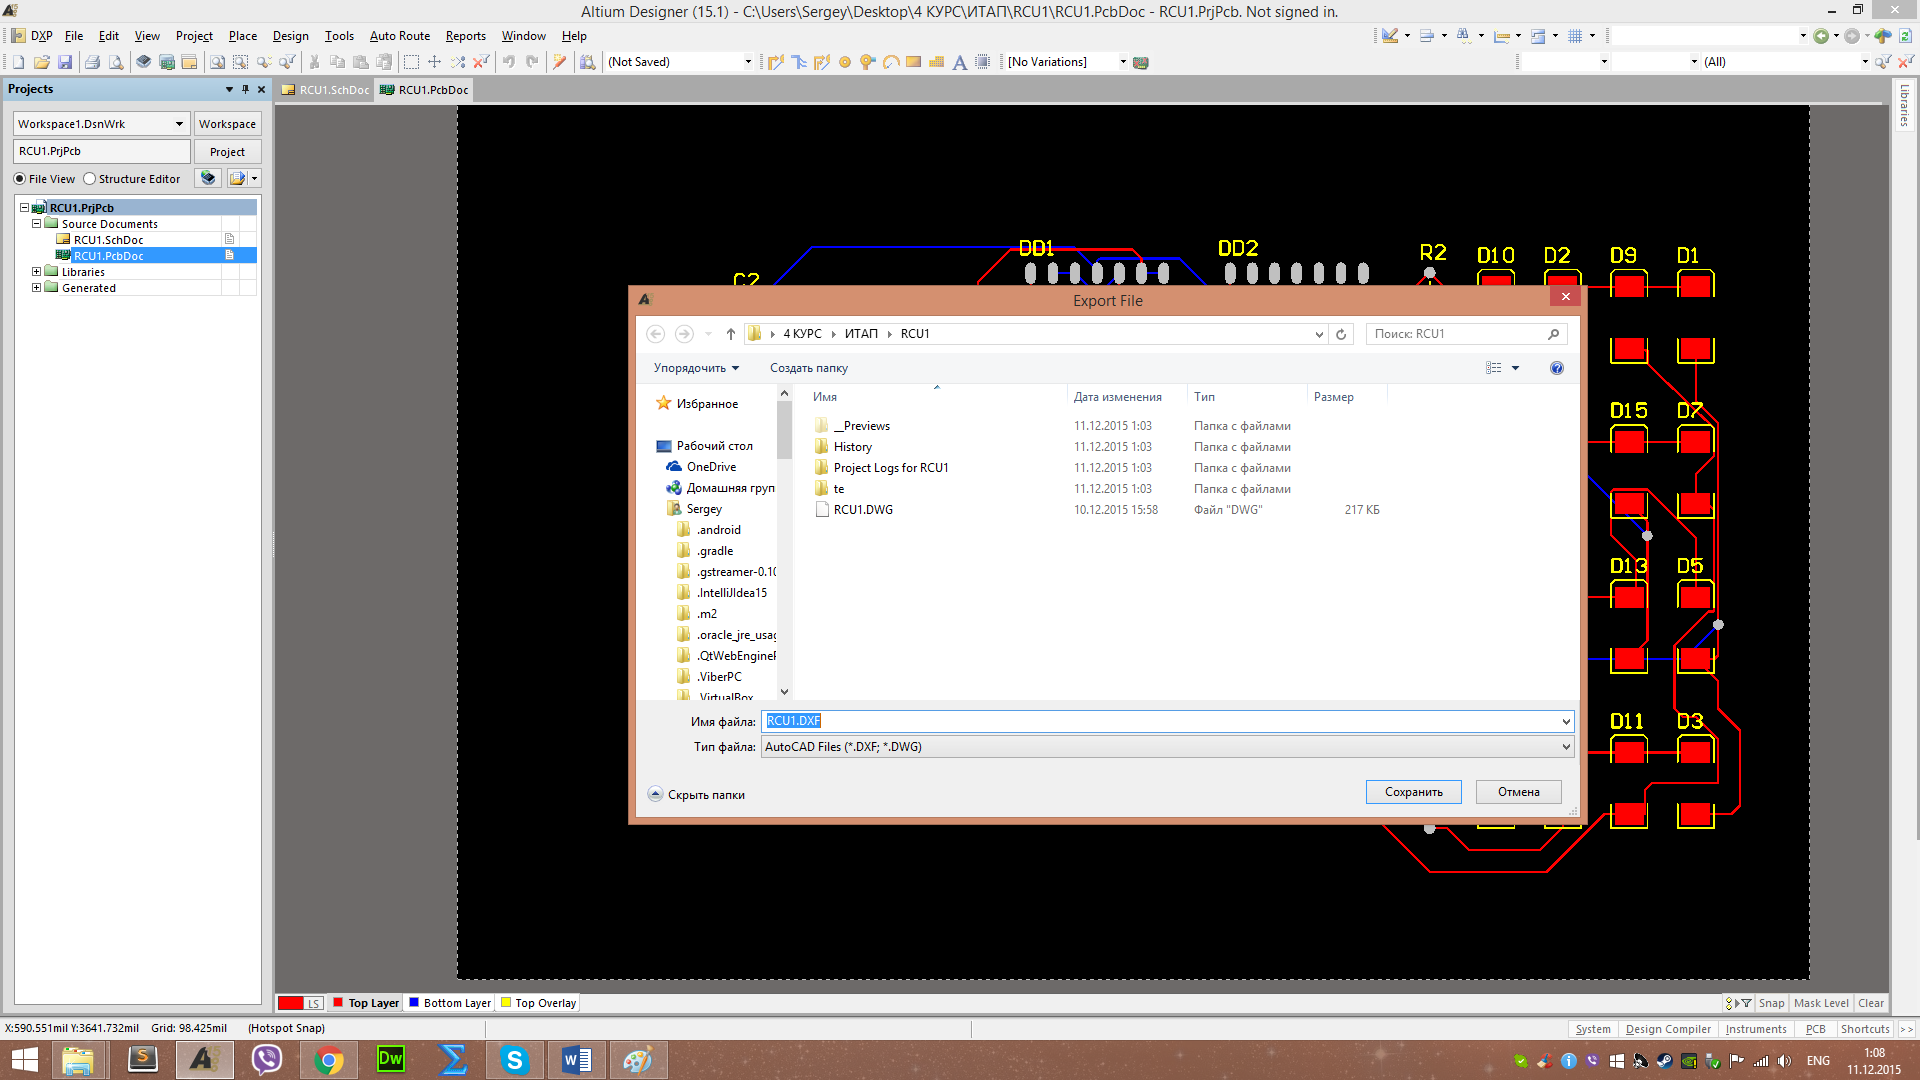 Altium Designer (15.1) - C:\Users\Sergey\Desktop\4 КУРС\ИТАП\RCU1\RCU1.PcbDoc - RCU1.PrjPcb. Not signed in.
DXP File Edit View Project Place Design Tools Auto Route Reports Window Help
(Not Saved) [No Variations] (All)
Projects
RCU1.SchDoc RCU1.PcbDoc
Libraries
Workspace1.DsnWrk Workspace
RCU1.PrjPcb Project
File View Structure Editor
RCU1.PrjPcb
Source Documents
RCU1.SchDoc
RCU1.PcbDoc
Libraries
Generated
DD1 DD2 R2 D10 D2 D9 D1
C2
D15 D7
D13 D5
D11 D3
Export File
4 КУРС ИТАП RCU1
Поиск: RCU1
Упорядочить Создать папку
Избранное
Рабочий стол
OneDrive
Домашняя груп
Sergey
.android
.gradle
.gstreamer-0.10
.IntelliJIdea15
.m2
.oracle_jre_usag
.QtWebEngineP
.ViberPC
.VirtualBox
Имя Дата изменения Тип Размер
__Previews 11.12.2015 1:03 Папка с файлами
History 11.12.2015 1:03 Папка с файлами
Project Logs for RCU1 11.12.2015 1:03 Папка с файлами
te 11.12.2015 1:03 Папка с файлами
RCU1.DWG 10.12.2015 15:58 Файл "DWG" 217 КБ
Имя файла: RCU1.DXF
Тип файла: AutoCAD Files (*.DXF; *.DWG)
Скрыть папки Сохранить Отмена
LS Top Layer Bottom Layer Top Overlay
Snap Mask Level Clear
X:590.551mil Y:3641.732mil Grid: 98.425mil (Hotspot Snap)
System Design Compiler Instruments PCB Shortcuts >>
Dw
ENG
1:08
11.12.2015